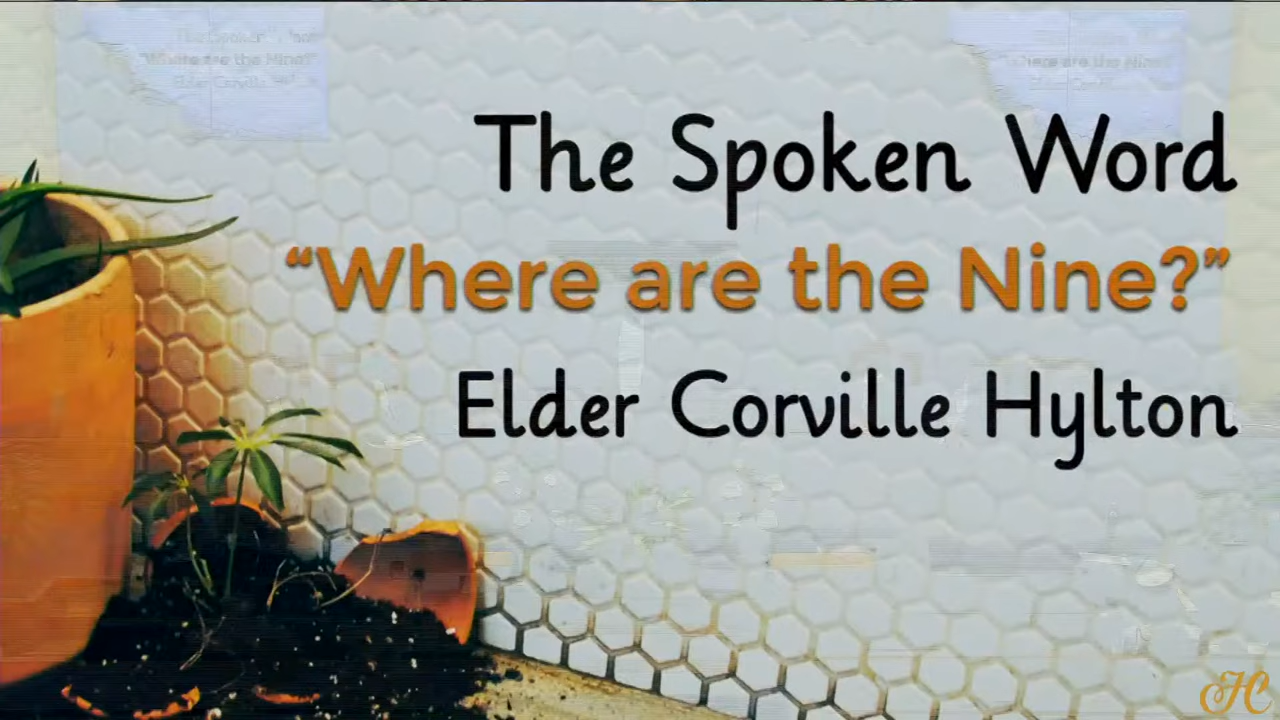 The Spoken Word
“Where are the Nine?”
Elder Corville Hylton